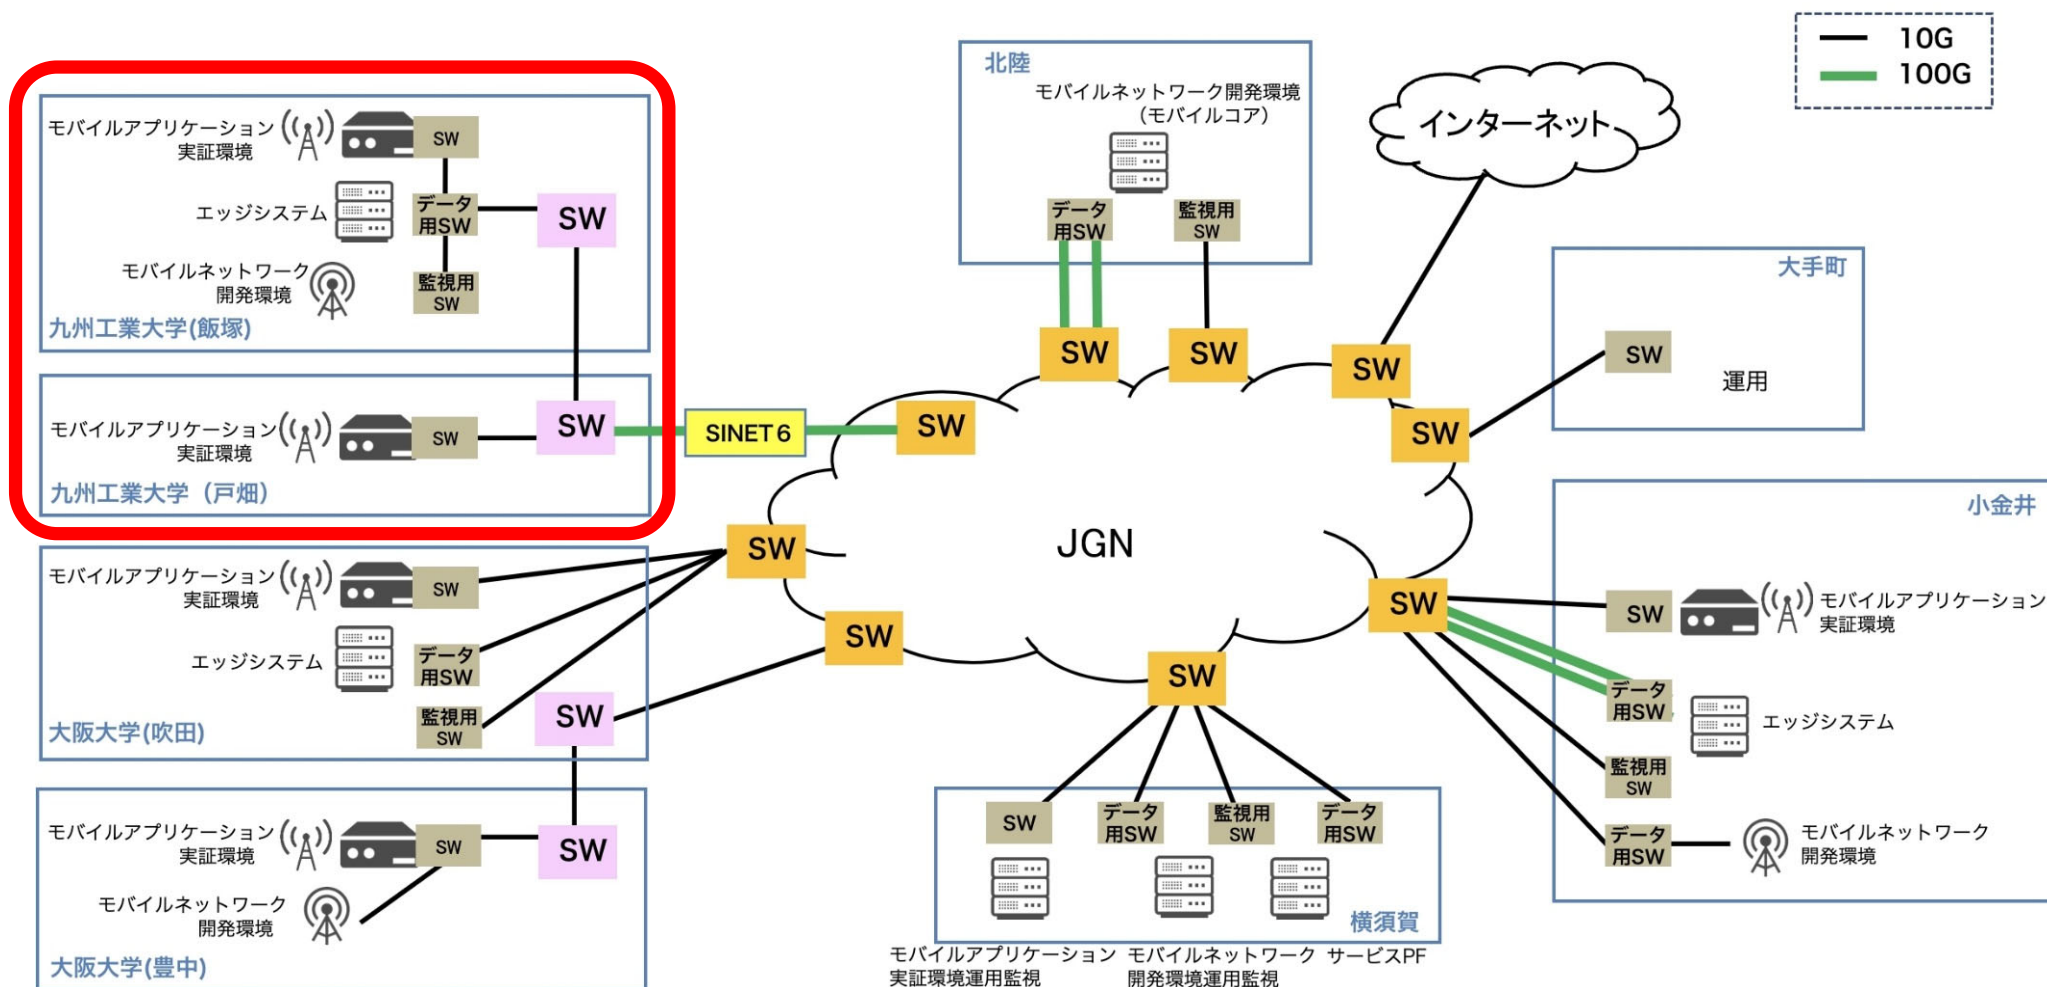 10G
100G
モバイルアプリケーション
実証環境
SW
エッジシステム
データ
用SW
SW
モバイルネットワーク
開発環境
監視用
SW
九州工業大学(飯塚)
モバイルアプリケーション
実証環境
SW
SW
九州工業大学（戸畑）
SINET6
SW
北陸
モバイルネットワーク開発環境
（モバイルコア）
データ
用SW
監視用
SW
SW
SW
インターネット
SW
SW
大手町
SW
運用
JGN
モバイルアプリケーション
実証環境
SW
エッジシステム
データ
用SW
監視用
SW
SW
大阪大学(吹田)
SW
SW
モバイルアプリケーション
実証環境
SW
SW
モバイルネットワーク
開発環境
大阪大学(豊中)
SW
SW
データ
用SW
監視用
SW
データ
用SW
横須賀
モバイルアプリケーション
実証環境運用監視
モバイルネットワーク
開発環境運用監視
サービスPF
小金井
SW
SW
モバイルアプリケーション
実証環境
データ
用SW
エッジシステム
監視用
SW
データ
用SW
モバイルネットワーク
開発環境